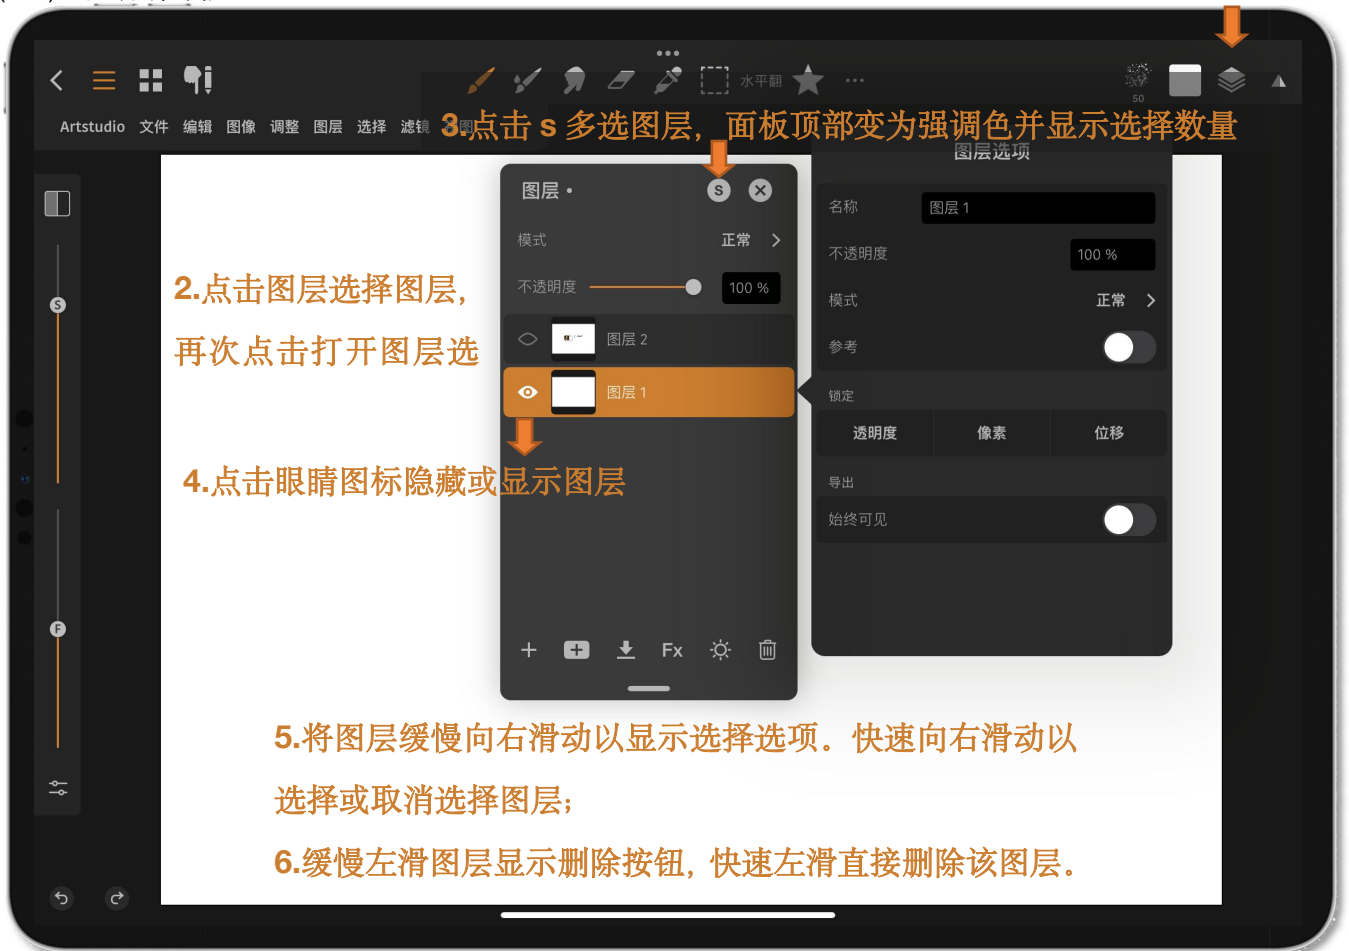 水平翻
50
Artstudio 文件 编辑 图像 调整 图层 选择 滤镜
3.点击 s 多选图层，面板顶部变为强调色并显示选择数量
图层 •
S
模式
正常
不透明度
100 %
图层 2
图层 1
Fx
图层选项
名称
图层 1
不透明度
100 %
模式
正常
参考
锁定
透明度
像素
位移
导出
始终可见
S
F
2.点击图层选择图层，
再次点击打开图层选
4.点击眼睛图标隐藏或显示图层
5.将图层缓慢向右滑动以显示选择选项。快速向右滑动以
选择或取消选择图层；
6.缓慢左滑图层显示删除按钮，快速左滑直接删除该图层。